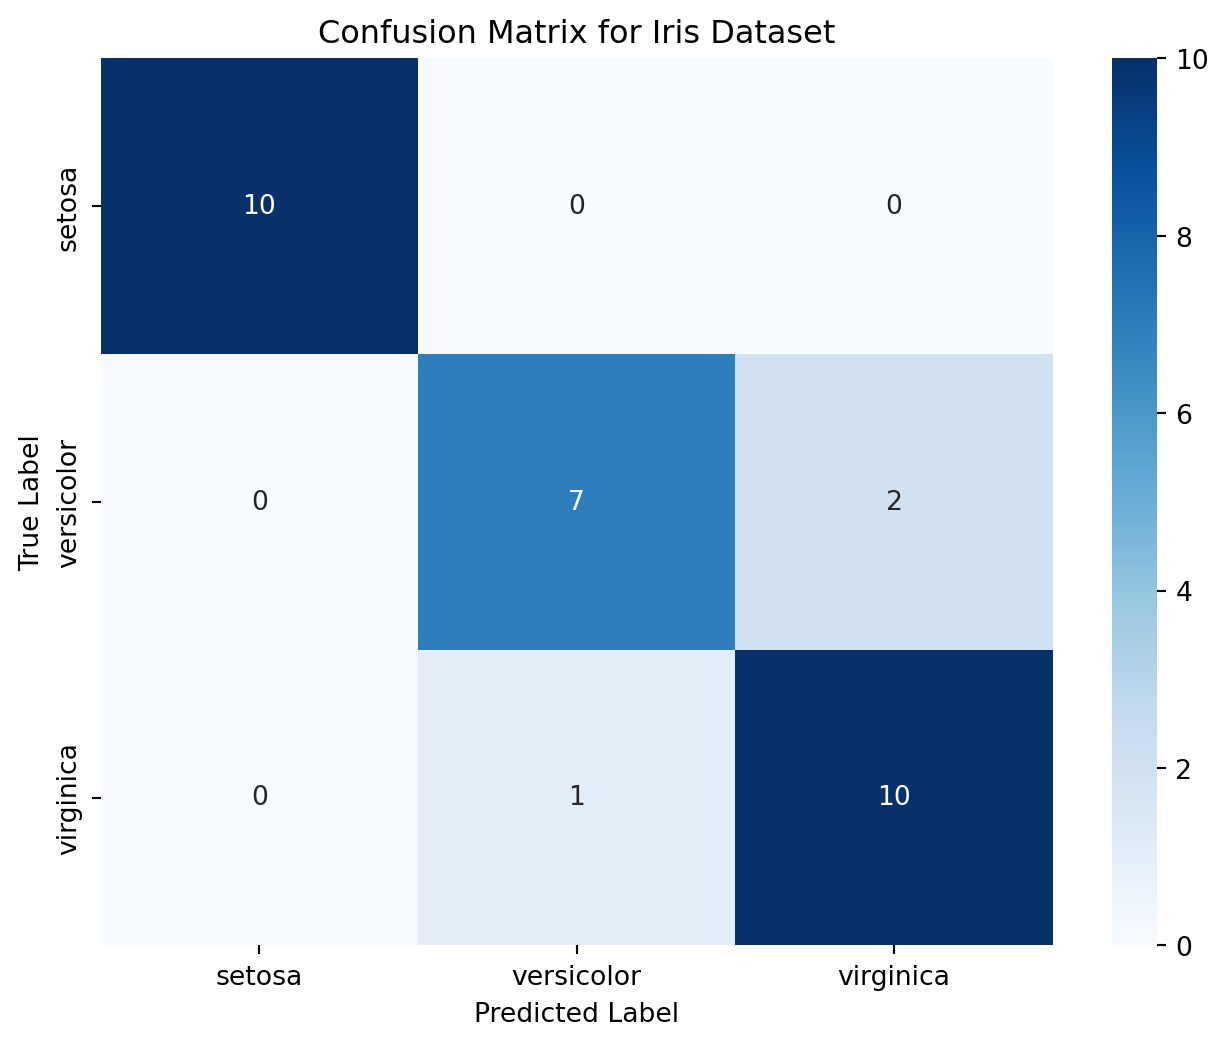 Confusion Matrix for Iris Dataset
10
8
6
4
2
0
True Label
setosa
versicolor
virginica
10 0 0
0 7 2
0 1 10
setosa versicolor virginica
Predicted Label